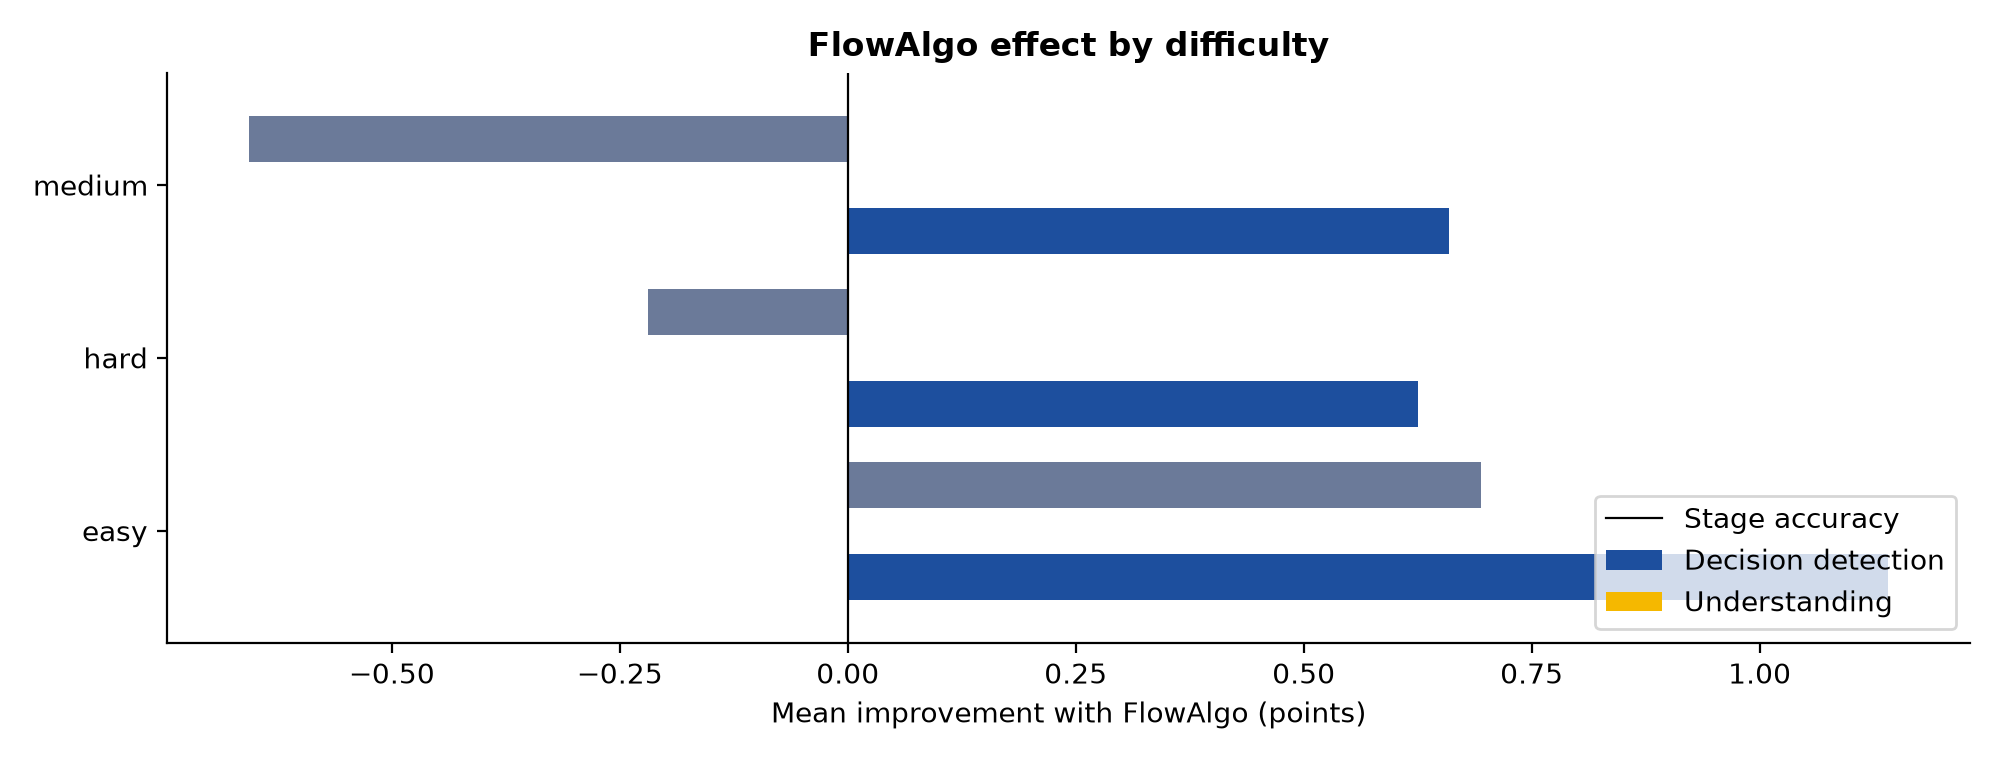 FlowAlgo effect by difficulty
medium
hard
easy
Stage accuracy
Decision detection
Understanding
−0.50 −0.25 0.00 0.25 0.50 0.75 1.00
Mean improvement with FlowAlgo (points)